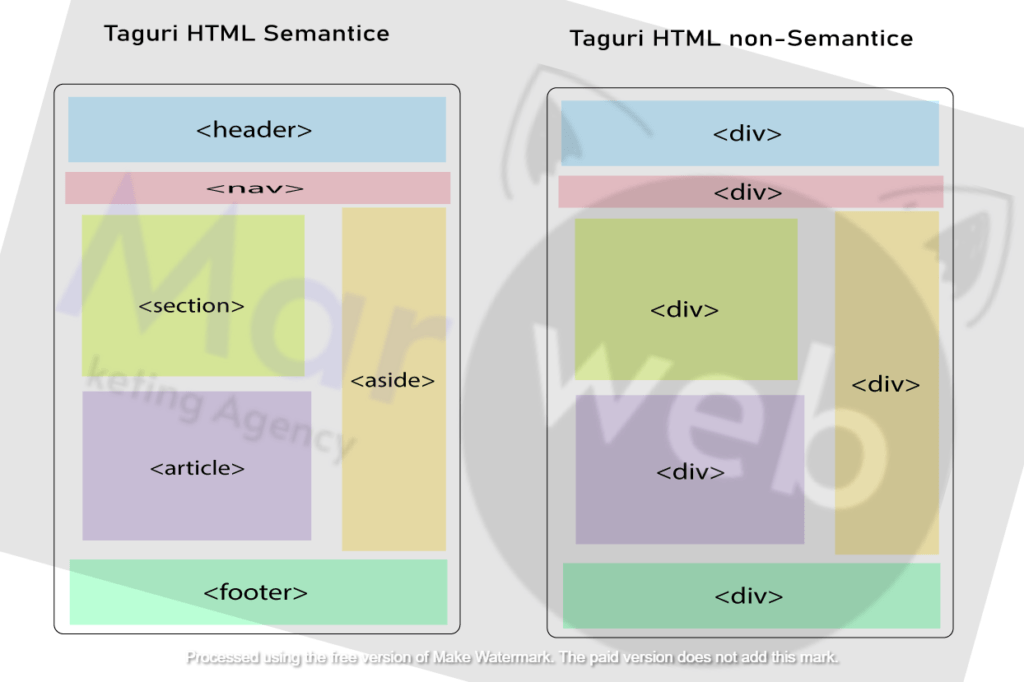 Taguri HTML Semantice
<header>
<nav>
<section>
<aside>
<article>
<footer>
Taguri HTML non-Semantice
<div>
<div>
<div>
<div>
<div>
<div>
Mar
keting Agency
web
Processed using the free version of Make Watermark. The paid version does not add this mark.